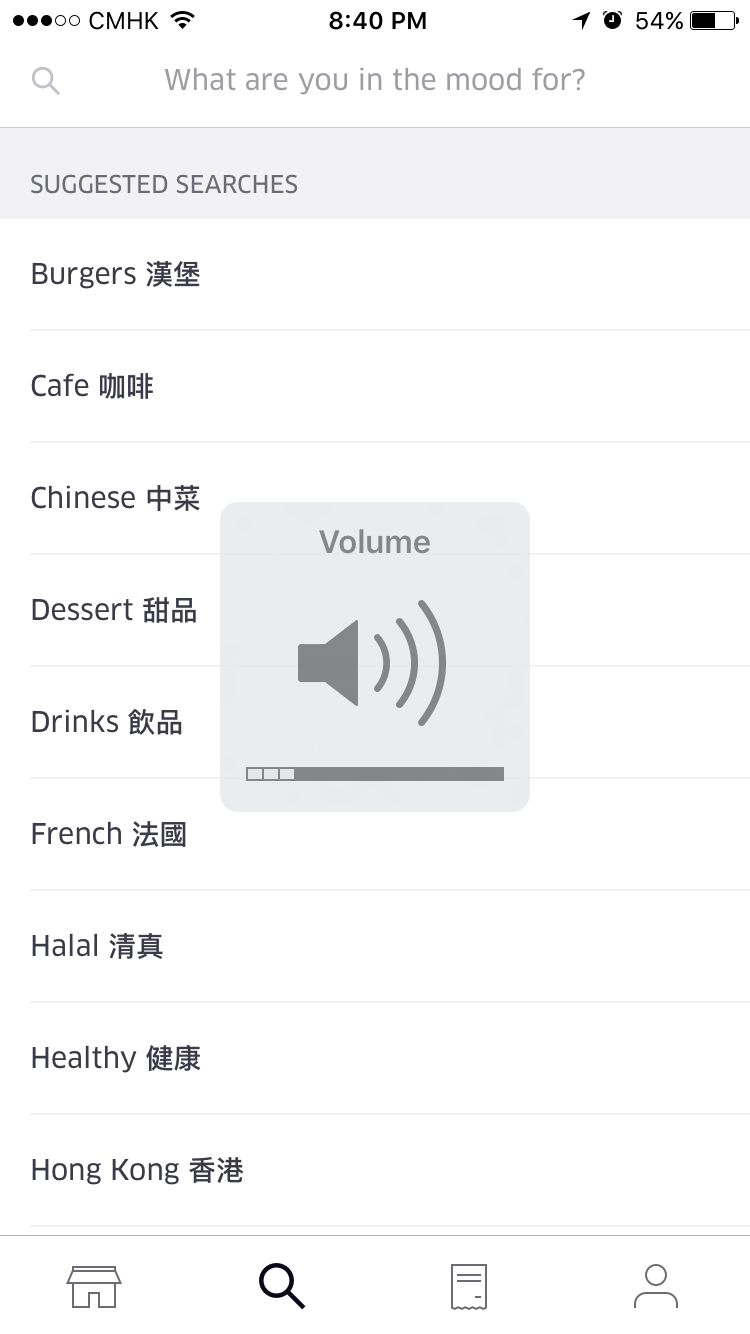 CMHK 8:40 PM 54%
What are you in the mood for?
SUGGESTED SEARCHES
Burgers 漢堡
Cafe 咖啡
Chinese 中菜
Volume
Dessert 甜品
Drinks 飲品
French 法國
Halal 清真
Healthy 健康
Hong Kong 香港